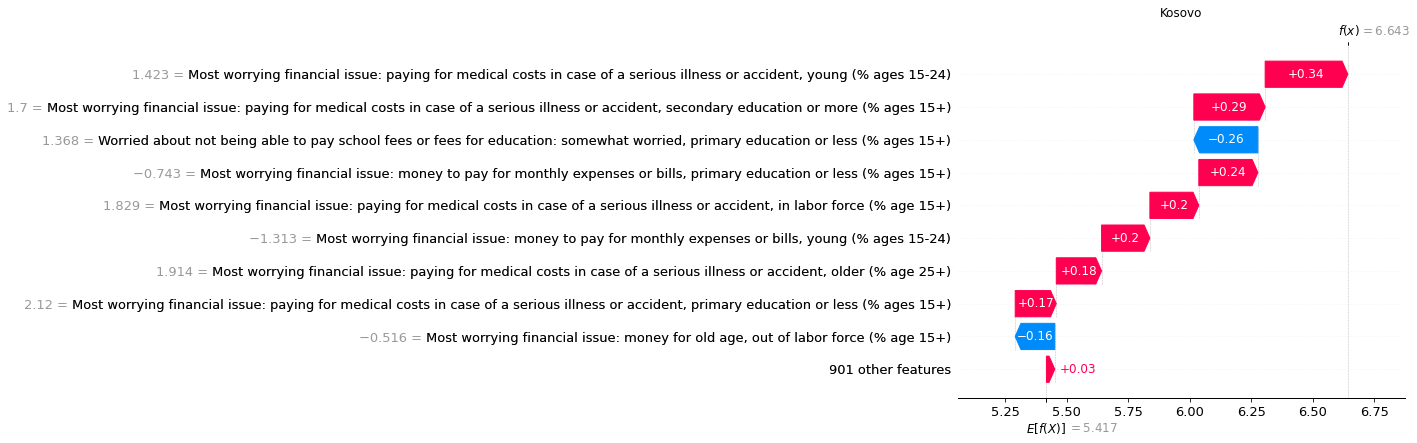 Kosovo
f(x) = 6.643
1.423 = Most worrying financial issue: paying for medical costs in case of a serious illness or accident, young (% ages 15-24) +0.34
1.7 = Most worrying financial issue: paying for medical costs in case of a serious illness or accident, secondary education or more (% ages 15+) +0.29
1.368 = Worried about not being able to pay school fees or fees for education: somewhat worried, primary education or less (% ages 15+) −0.26
−0.743 = Most worrying financial issue: money to pay for monthly expenses or bills, primary education or less (% ages 15+) +0.24
1.829 = Most worrying financial issue: paying for medical costs in case of a serious illness or accident, in labor force (% age 15+) +0.2
−1.313 = Most worrying financial issue: money to pay for monthly expenses or bills, young (% ages 15-24) +0.2
1.914 = Most worrying financial issue: paying for medical costs in case of a serious illness or accident, older (% age 25+) +0.18
2.12 = Most worrying financial issue: paying for medical costs in case of a serious illness or accident, primary education or less (% ages 15+) +0.17
−0.516 = Most worrying financial issue: money for old age, out of labor force (% ages 15+) −0.16
901 other features +0.03
5.25 5.50 5.75 6.00 6.25 6.50 6.75
E[f(X)] = 5.417